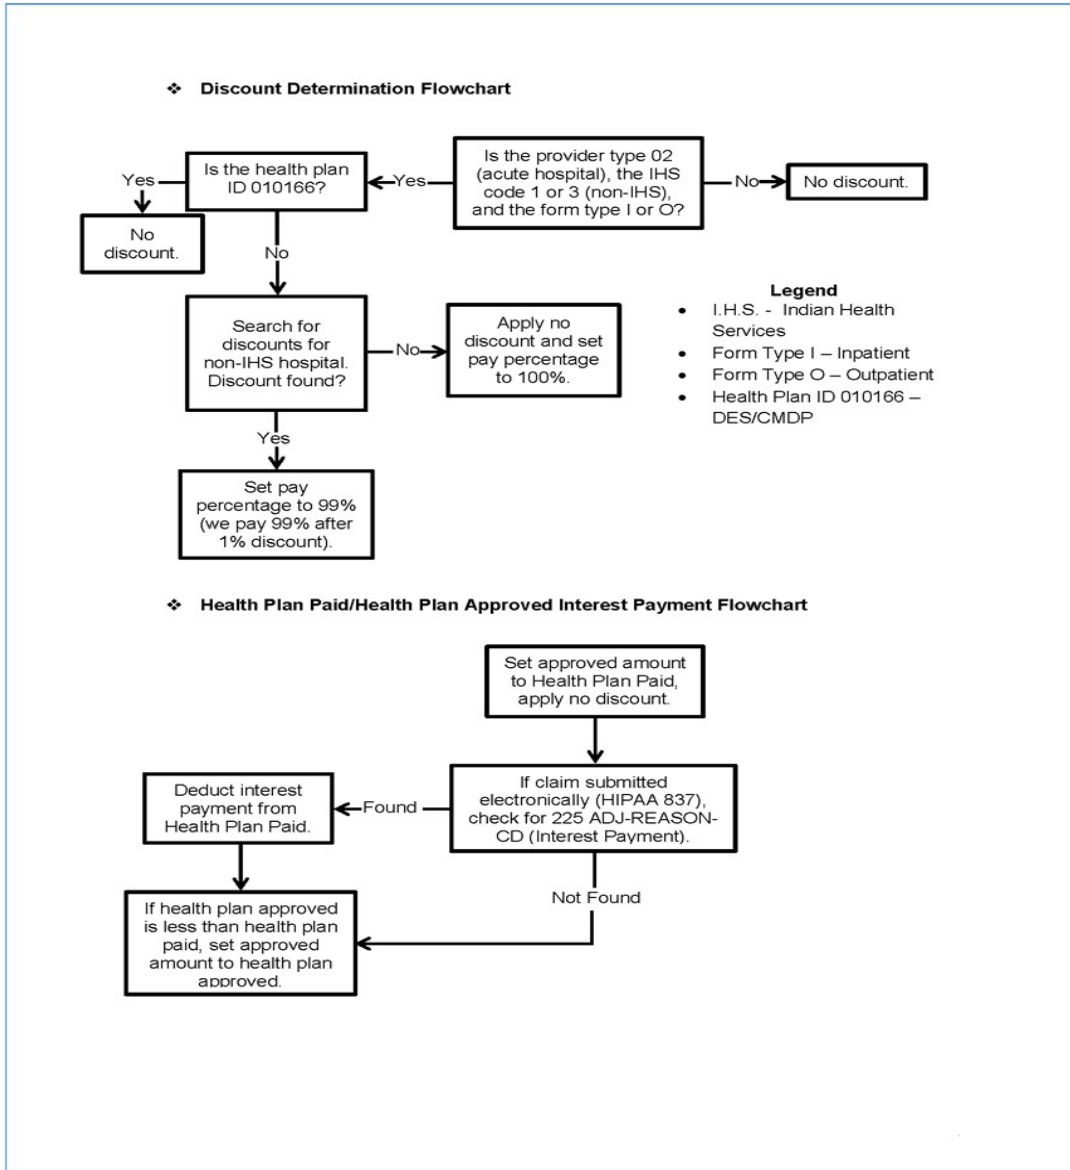 ❖ Discount Determination Flowchart
Is the provider type 02
(acute hospital), the IHS
code 1 or 3 (non-IHS),
and the form type I or O?
No
No discount.
Yes
Is the health plan
ID 010166?
Yes
No
discount.
No
Search for
discounts for
non-IHS hospital.
Discount found?
No
Apply no
discount and set
pay percentage
to 100%.
Yes
Set pay
percentage to 99%
(we pay 99% after
1% discount).
Legend
• I.H.S. - Indian Health
Services
• Form Type I – Inpatient
• Form Type O – Outpatient
• Health Plan ID 010166 –
DES/CMDP
❖ Health Plan Paid/Health Plan Approved Interest Payment Flowchart
Set approved amount
to Health Plan Paid,
apply no discount.
If claim submitted
electronically (HIPAA 837),
check for 225 ADJ-REASON-
CD (Interest Payment).
Found
Deduct interest
payment from
Health Plan Paid.
Not Found
If health plan approved
is less than health plan
paid, set approved
amount to health plan
approved.